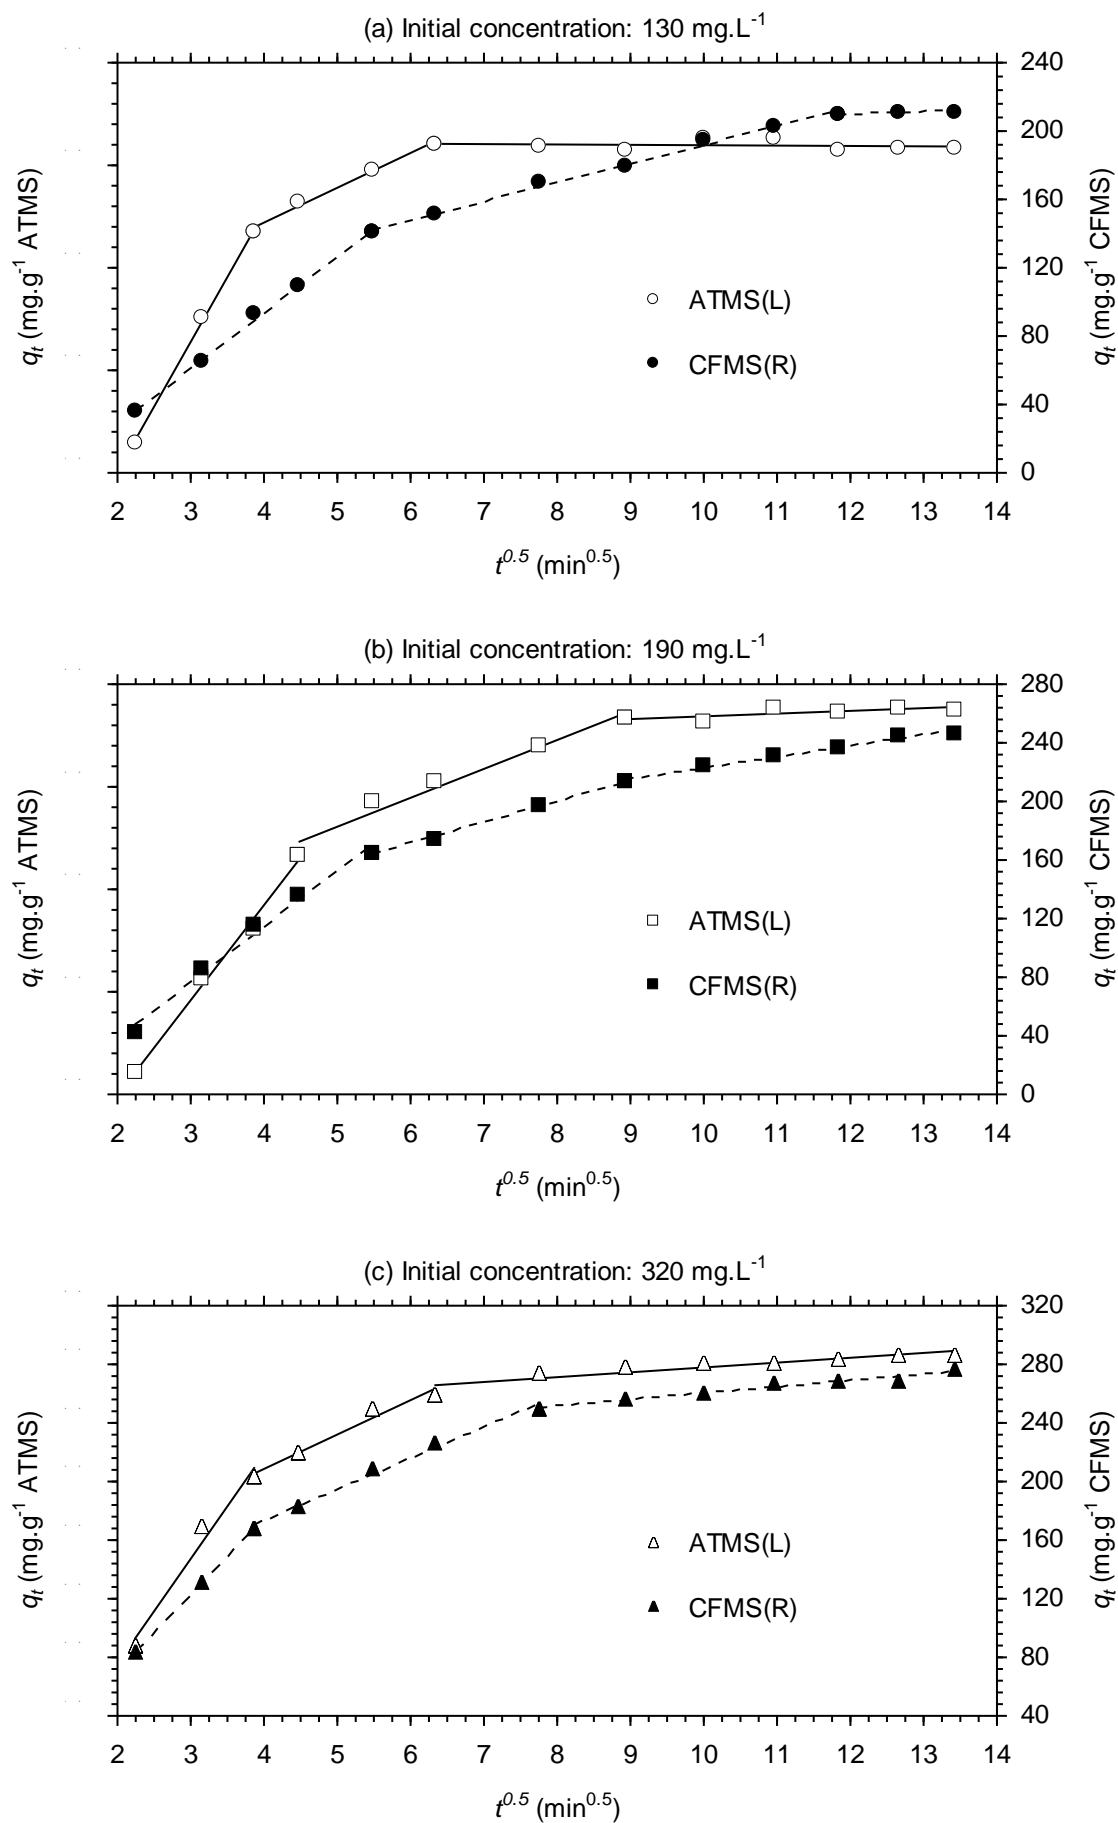 (a) Initial concentration: 130 mg.L-1
240
200
160
120
80
40
0
qt (mg.g-1 ATMS)
qt (mg.g-1 CFMS)
ATMS(L)
CFMS(R)
2 3 4 5 6 7 8 9 10 11 12 13 14
t0.5 (min0.5)
(b) Initial concentration: 190 mg.L-1
280
240
200
160
120
80
40
0
qt (mg.g-1 ATMS)
qt (mg.g-1 CFMS)
ATMS(L)
CFMS(R)
2 3 4 5 6 7 8 9 10 11 12 13 14
t0.5 (min0.5)
(c) Initial concentration: 320 mg.L-1
320
280
240
200
160
120
80
40
qt (mg.g-1 ATMS)
qt (mg.g-1 CFMS)
ATMS(L)
CFMS(R)
2 3 4 5 6 7 8 9 10 11 12 13 14
t0.5 (min0.5)